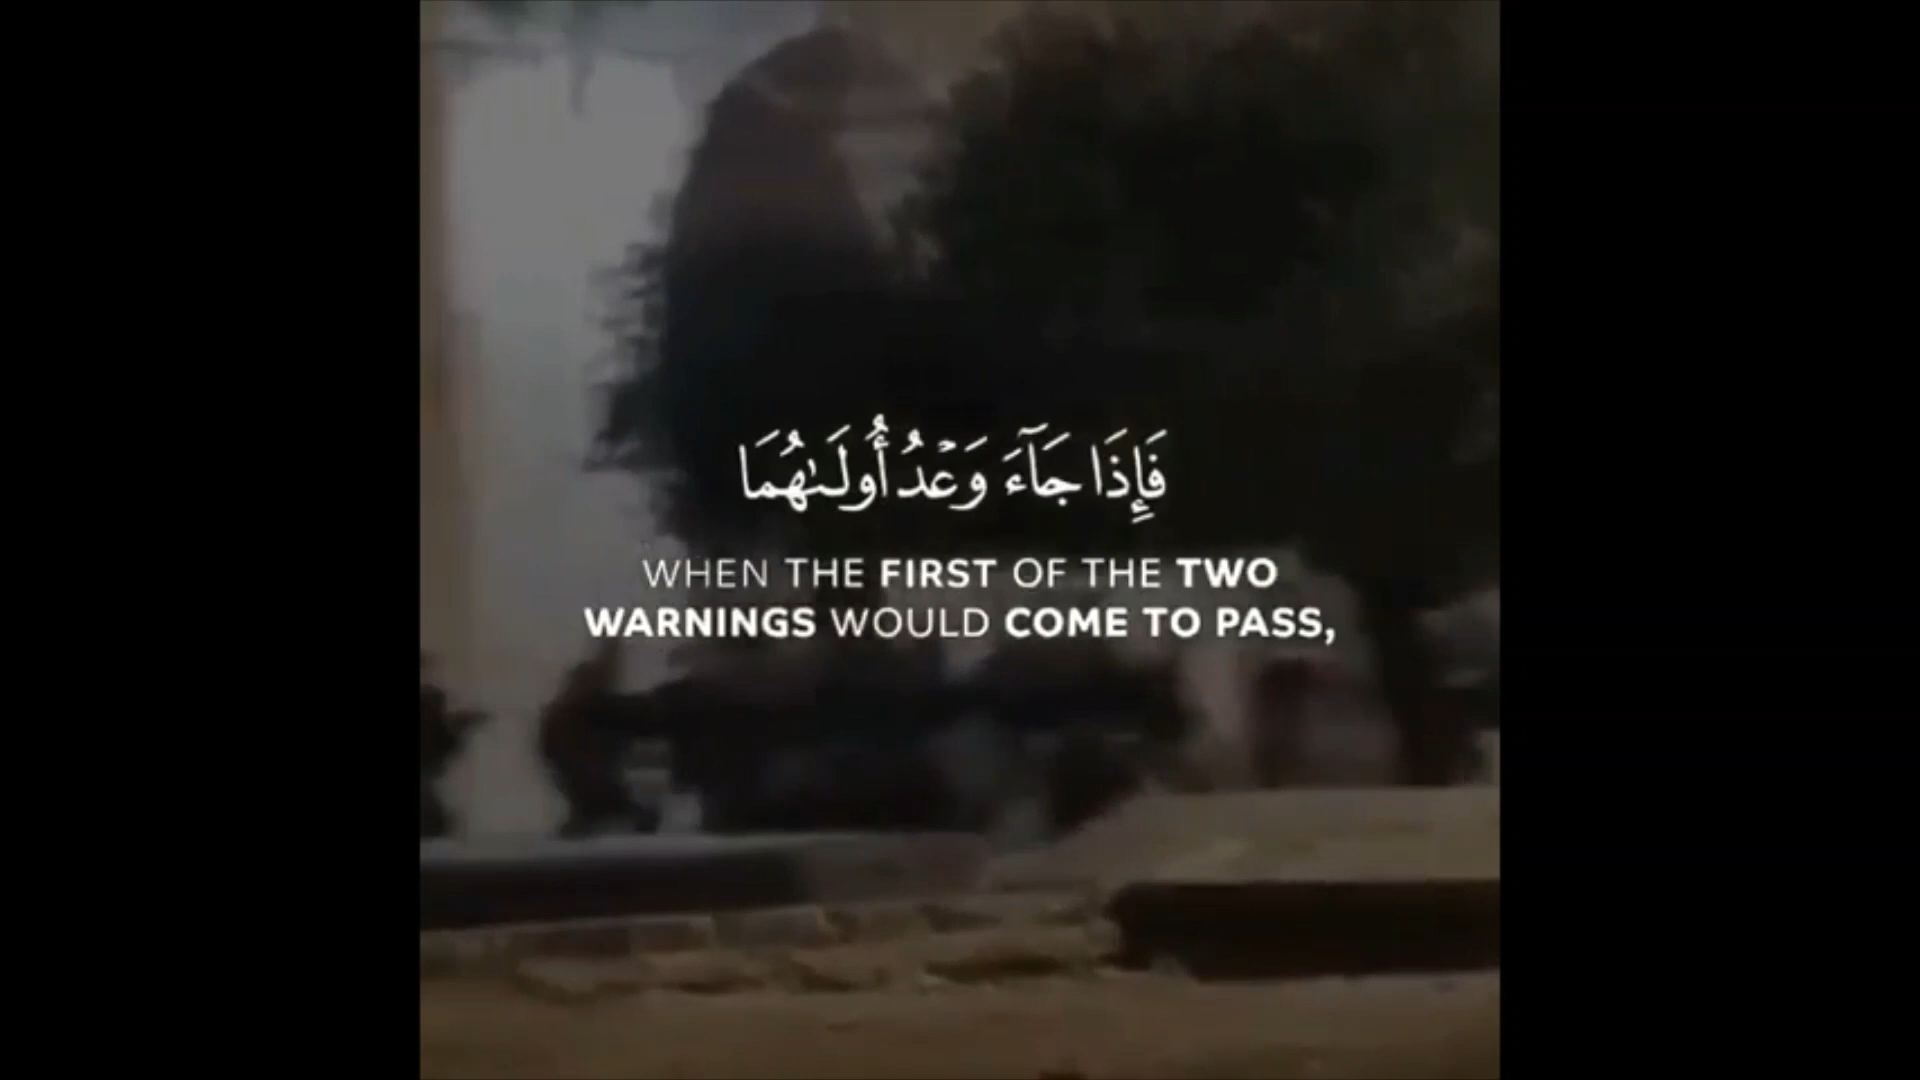 فَإِذَا جَآءَ وَعْدُ أُولَىٰهُمَا
WHEN THE FIRST OF THE TWO
WARNINGS WOULD COME TO PASS,